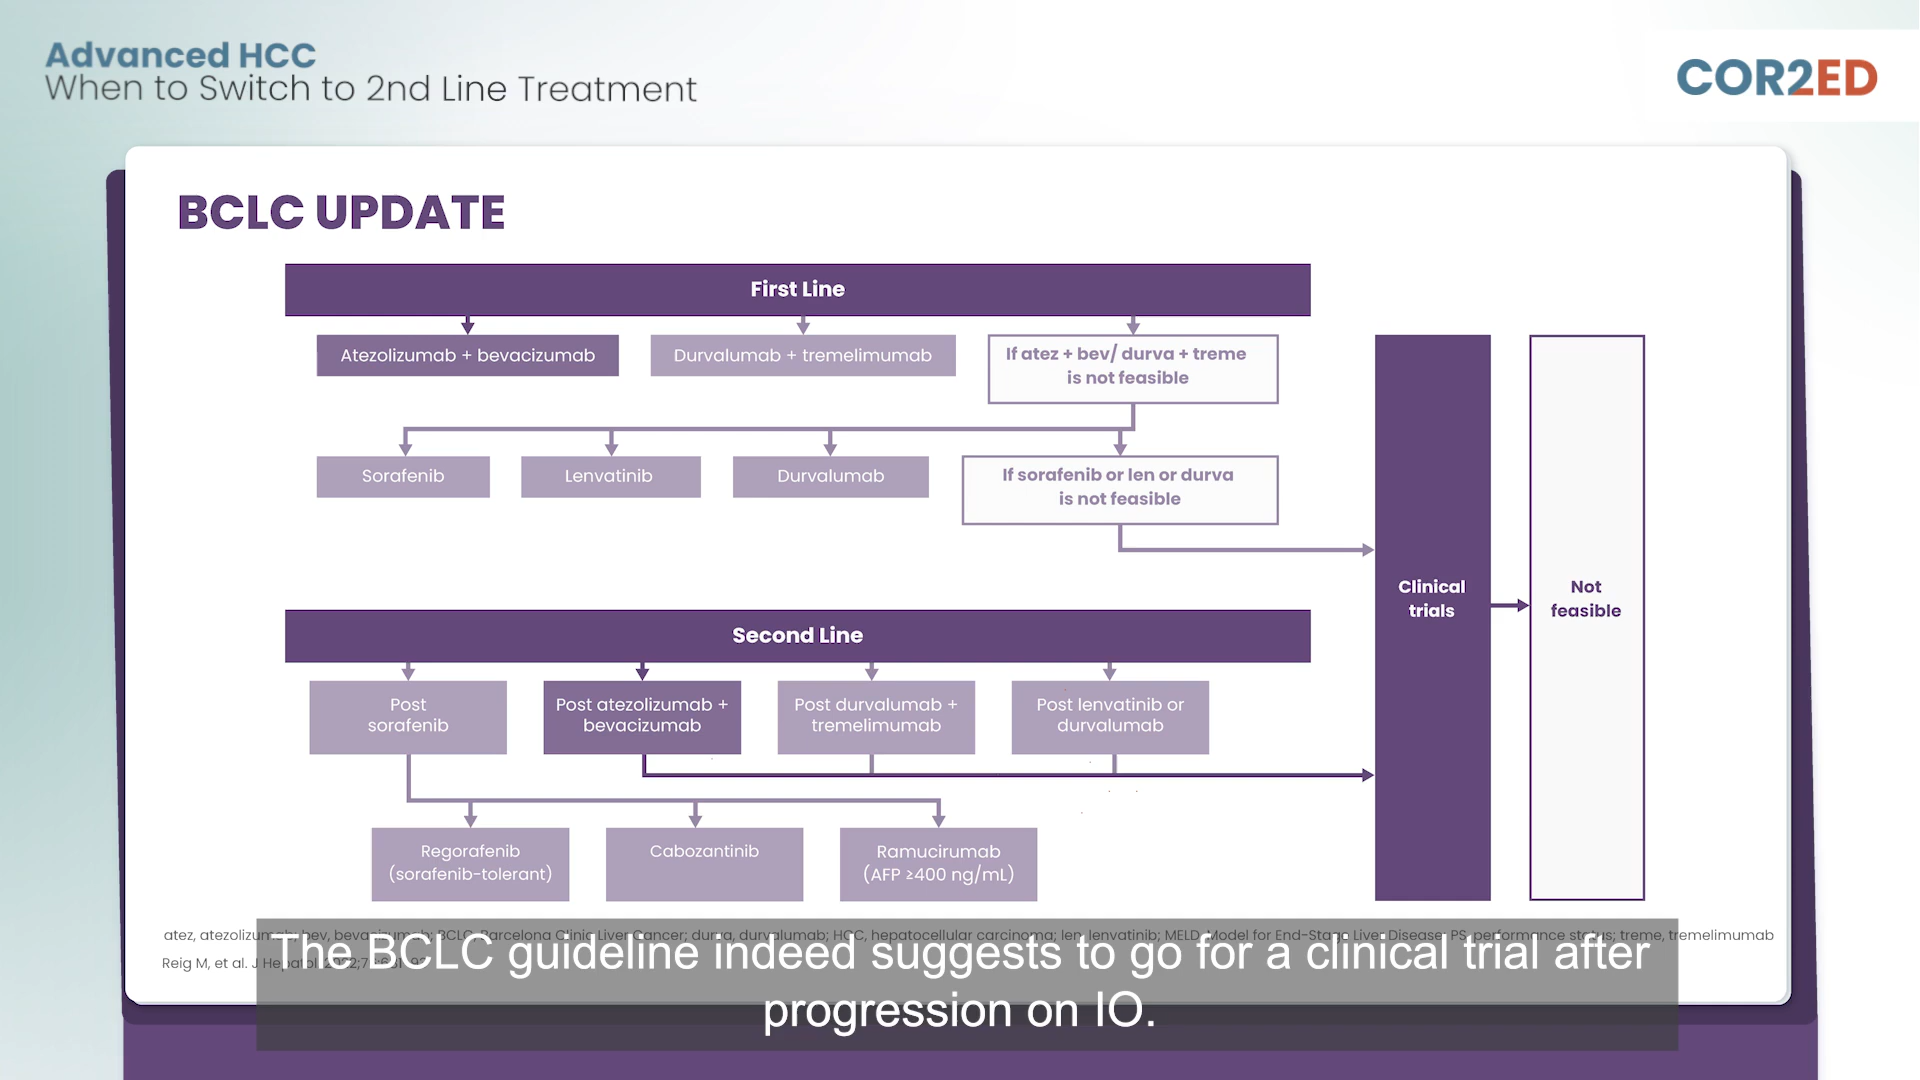 Advanced HCC
When to Switch to 2nd Line Treatment
COR2ED
BCLC UPDATE
First Line
Atezolizumab + bevacizumab
Durvalumab + tremelimumab
If atez + bev/ durva + treme
is not feasible
Sorafenib
Lenvatinib
Durvalumab
If sorafenib or len or durva
is not feasible
Clinical
trials
Not
feasible
Second Line
Post
sorafenib
Post atezolizumab +
bevacizumab
Post durvalumab +
tremelimumab
Post lenvatinib or
durvalumab
Regorafenib
(sorafenib-tolerant)
Cabozantinib
Ramucirumab
(AFP ≥400 ng/mL)
atez, atezolizumab; bev, bevacizumab; BCLC, Barcelona Clinic Liver Cancer; durva, durvalumab; HCC, hepatocellular carcinoma; len, lenvatinib; MELD, Model for End-Stage Liver Disease; PS, performance status; treme, tremelimumab
Reig M, et al. J Hepatol.
The BCLC guideline indeed suggests to go for a clinical trial after
progression on IO.